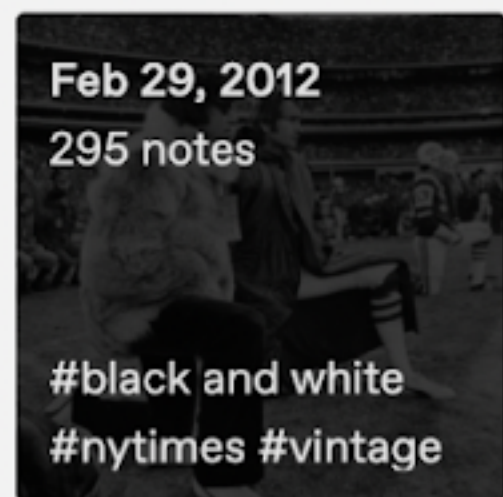 Feb 29, 2012
295 notes
#black and white
#nytimes #vintage